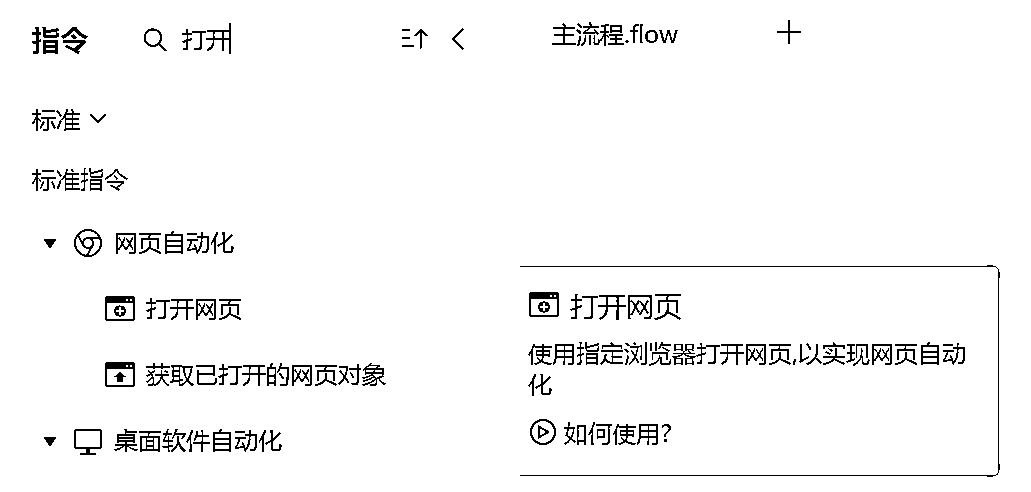 指令
打开
主流程.flow
标准
标准指令
网页自动化
打开网页
获取已打开的网页对象
桌面软件自动化
打开网页
使用指定浏览器打开网页,以实现网页自动
化
如何使用?